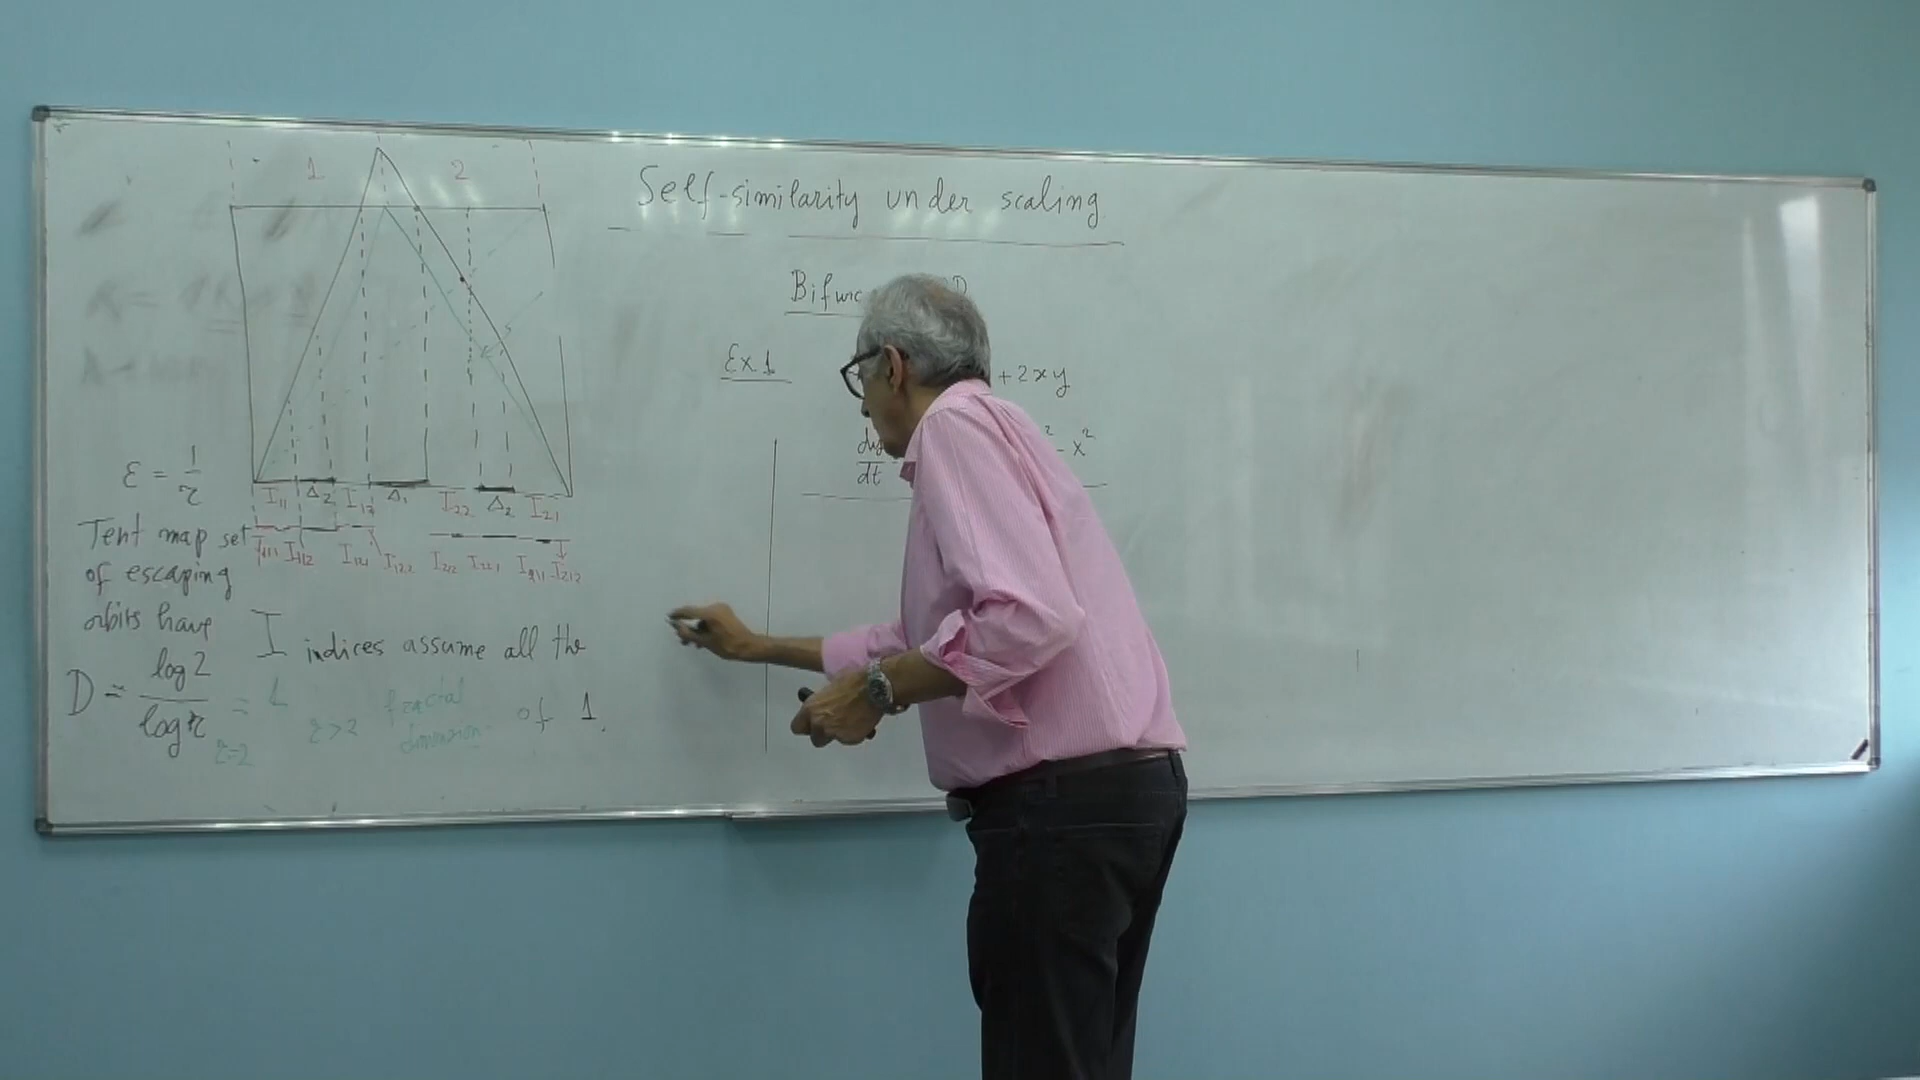 1 2
ε = 1/r
I11 Δ2 I12 Δ1 I22 Δ2 I21
I111 I112 I121 I122 I222 I221 I211 I212
Tent map set
of escaping
orbits have
D = log 2 / log r = 1
r=2
r>2 fractal
dimension
I indices assume all the
of 1.
Self-similarity under scaling
Ex 1
+ 2xy
dy/dt
² - x²